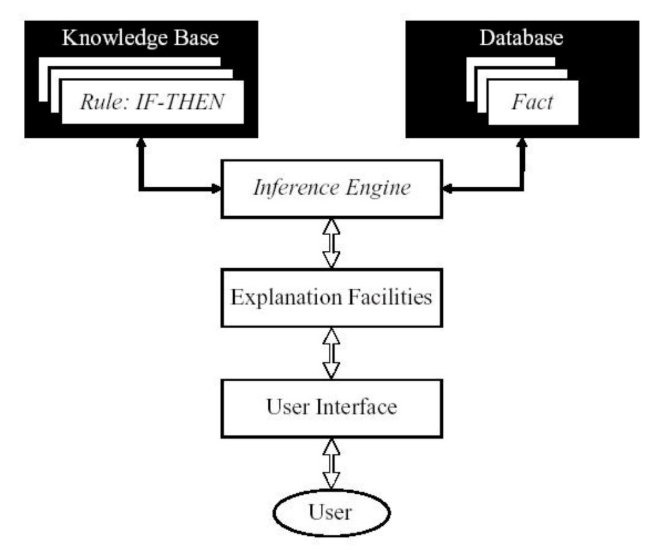 Knowledge Base
Rule: IF-THEN
Database
Fact
Inference Engine
Explanation Facilities
User Interface
User